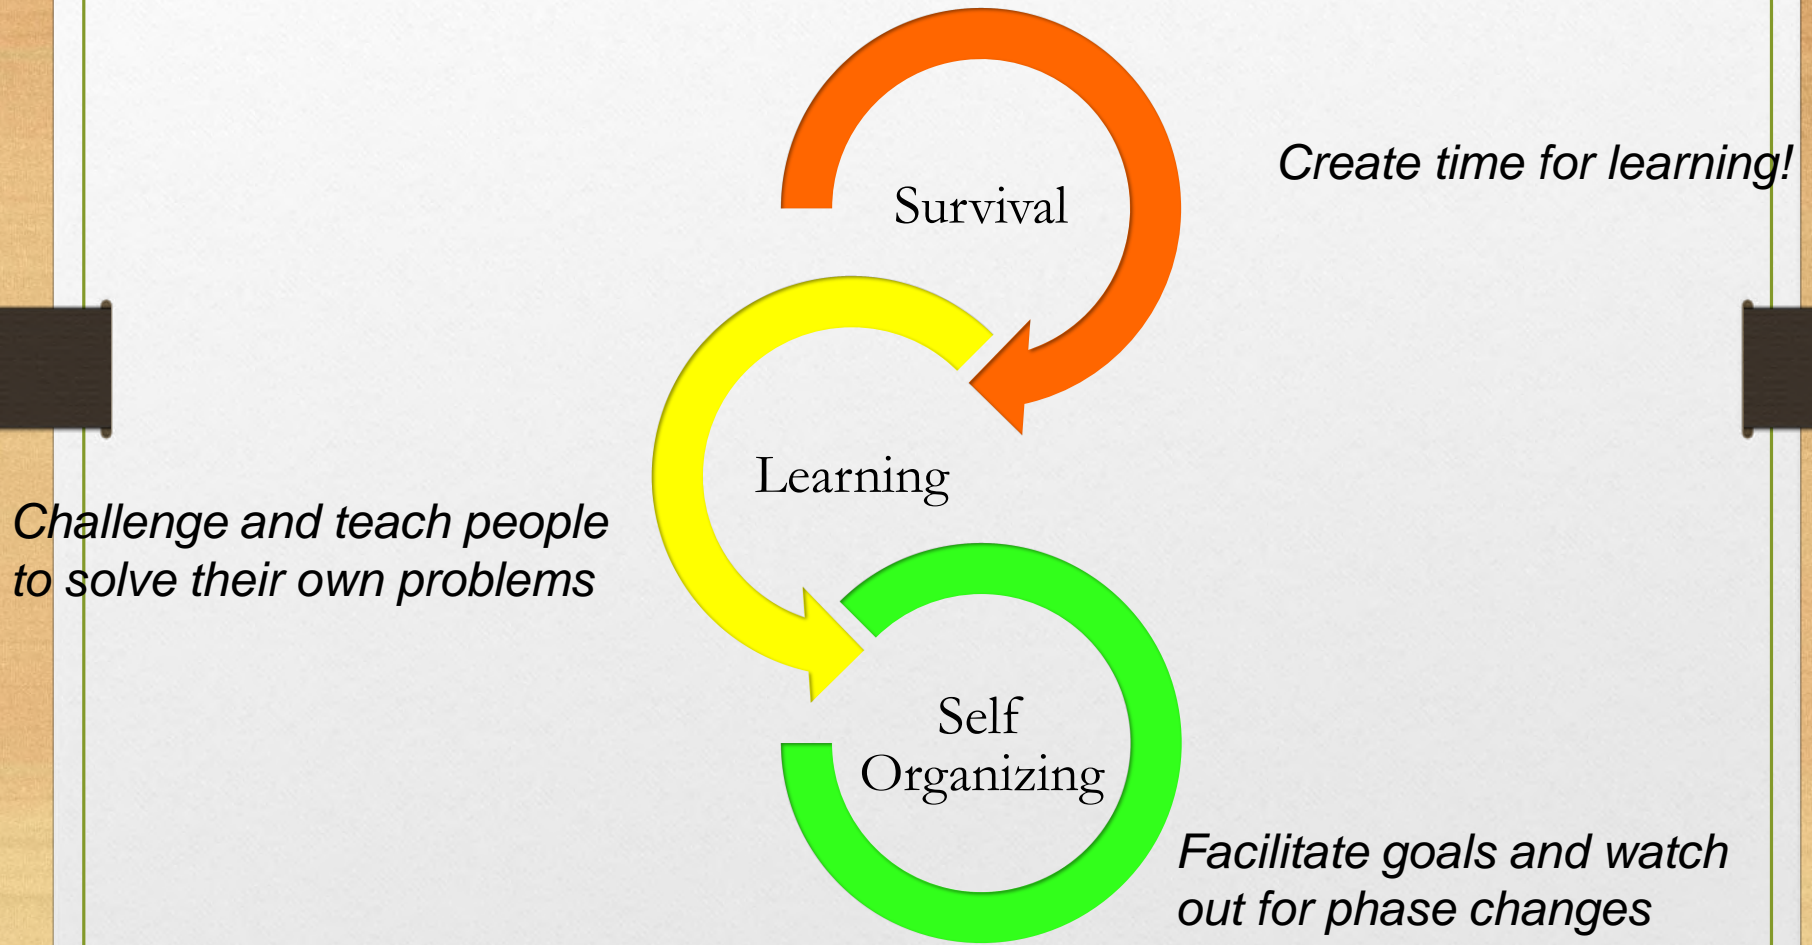 Create time for learning!
Survival
Learning
Challenge and teach people
to solve their own problems
Self
Organizing
Facilitate goals and watch
out for phase changes